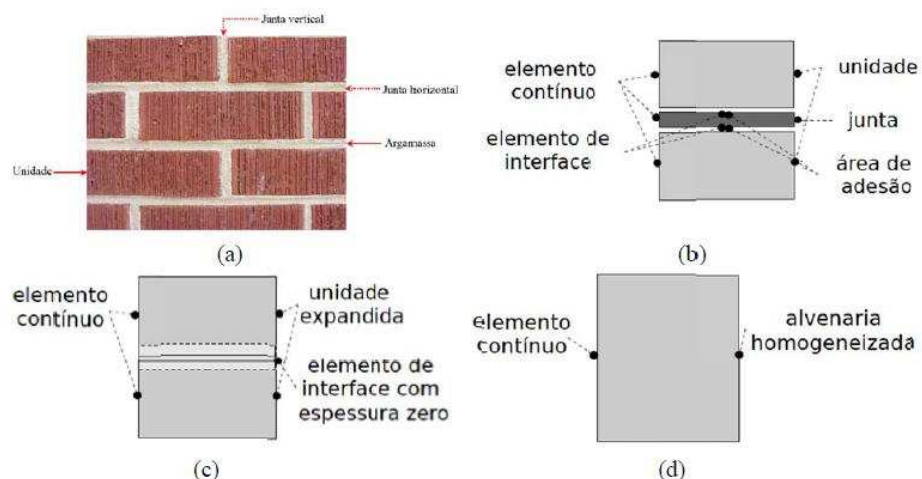 Junta vertical
Junta horizontal
Argamassa
Unidade
(a)
elemento
contínuo
elemento de
interface
unidade
junta
área de
adesão
(b)
elemento
contínuo
unidade
expandida
elemento de
interface com
espessura zero
(c)
elemento
contínuo
alvenaria
homogeneizada
(d)